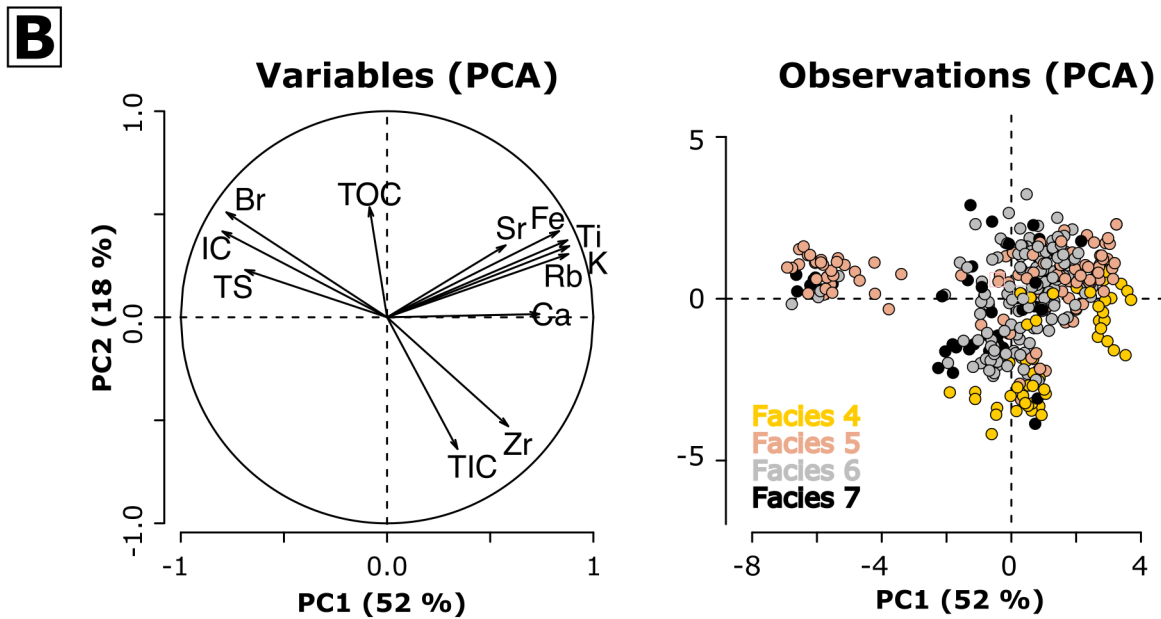 B
Variables (PCA)
1.0
0.0
-1.0
PC2 (18 %)
Br
IC
TS
TOC
Sr
Fe
Ti
K
Rb
Ca
Zr
TIC
-1
0.0
1
PC1 (52 %)
Observations (PCA)
5
0
-5
Facies 4
Facies 5
Facies 6
Facies 7
-8
-4
0
4
PC1 (52 %)